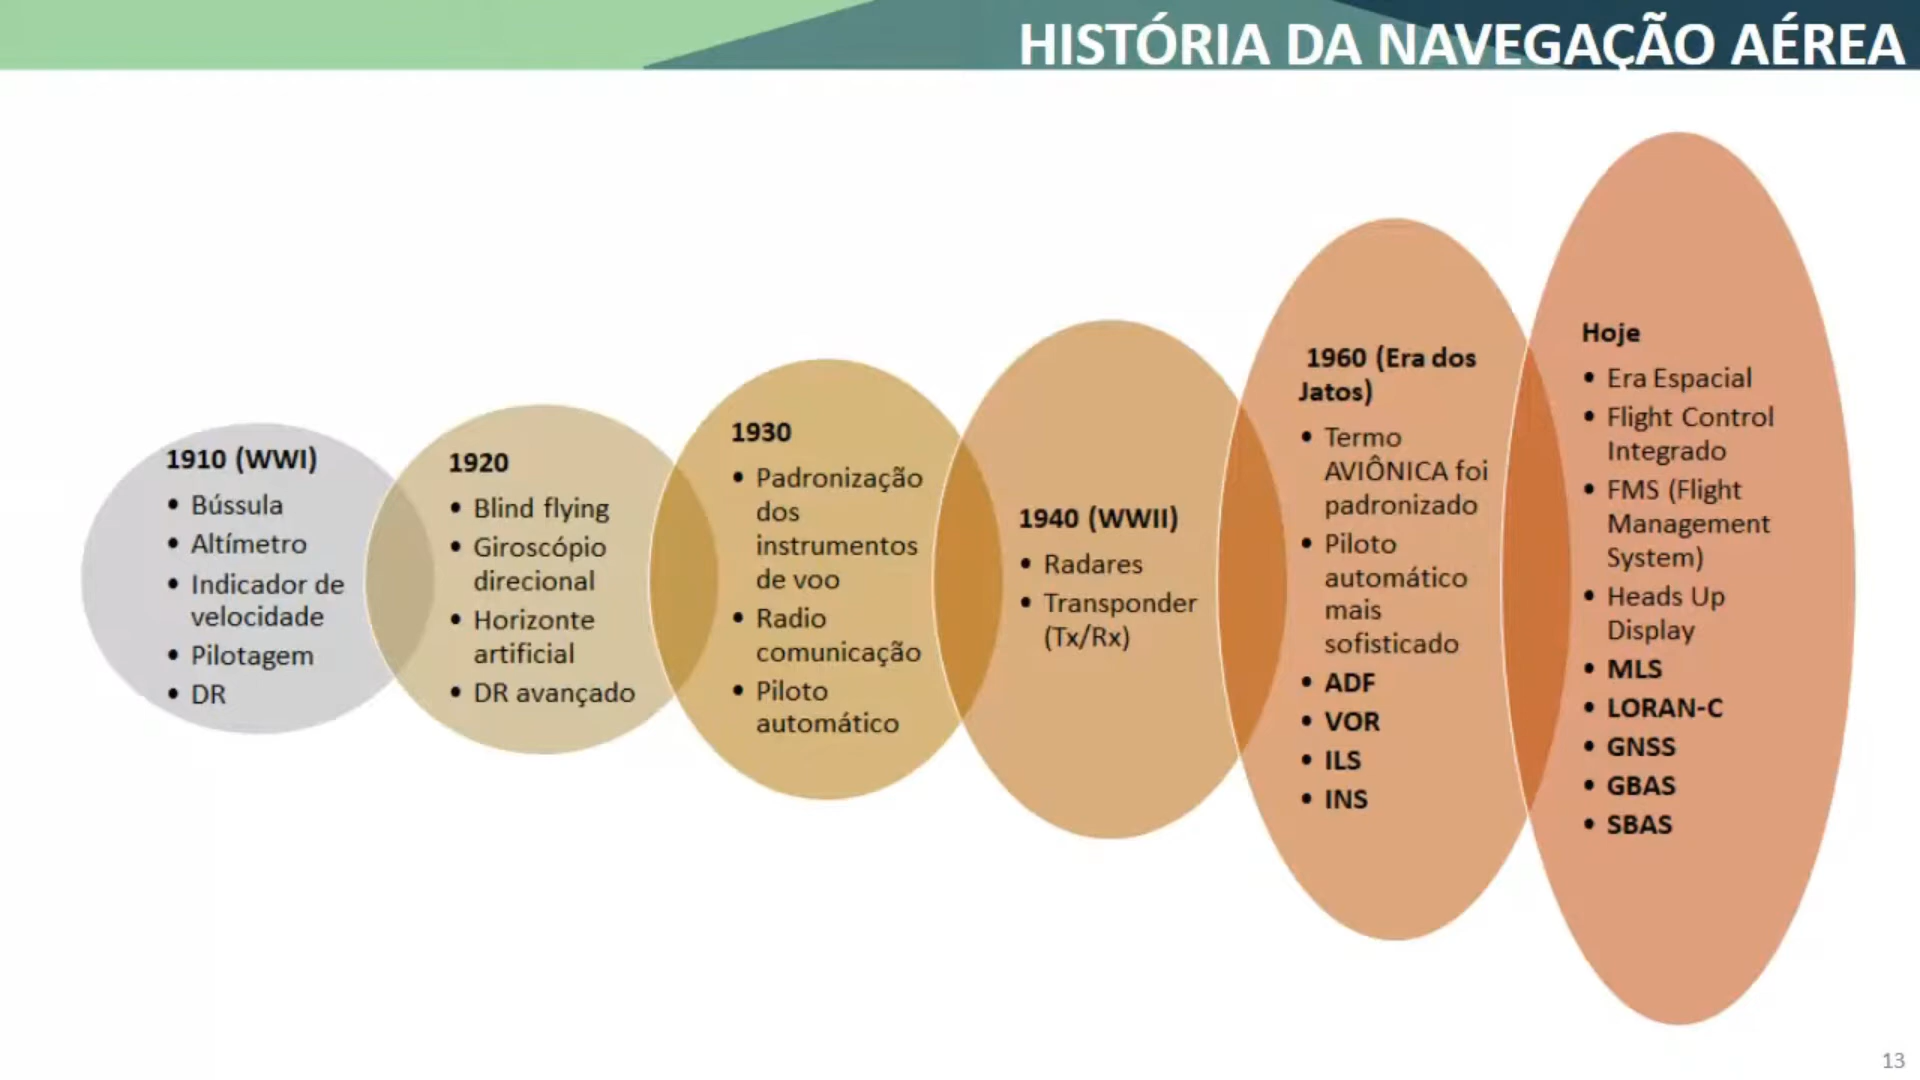 HISTÓRIA DA NAVEGAÇÃO AÉREA
1910 (WWI)
• Bússula
• Altímetro
• Indicador de
velocidade
• Pilotagem
• DR
1920
• Blind flying
• Giroscópio
direcional
• Horizonte
artificial
• DR avançado
1930
• Padronização
dos
instrumentos
de voo
• Radio
comunicação
• Piloto
automático
1940 (WWII)
• Radares
• Transponder
(Tx/Rx)
1960 (Era dos
Jatos)
• Termo
AVIÔNICA foi
padronizado
• Piloto
automático
mais
sofisticado
• ADF
• VOR
• ILS
• INS
Hoje
• Era Espacial
• Flight Control
Integrado
• FMS (Flight
Management
System)
• Heads Up
Display
• MLS
• LORAN-C
• GNSS
• GBAS
• SBAS
13